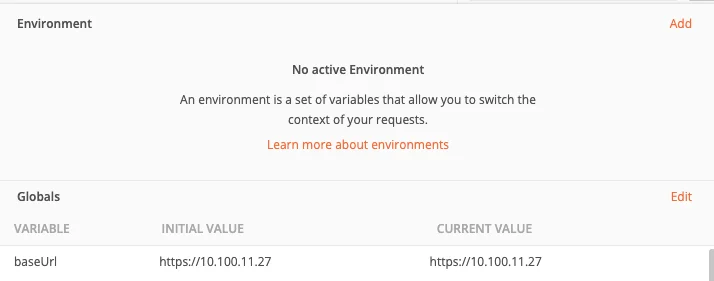 Environment Add
No active Environment
An environment is a set of variables that allow you to switch the
context of your requests.
Learn more about environments
Globals Edit
VARIABLE INITIAL VALUE CURRENT VALUE
baseUrl https://10.100.11.27 https://10.100.11.27